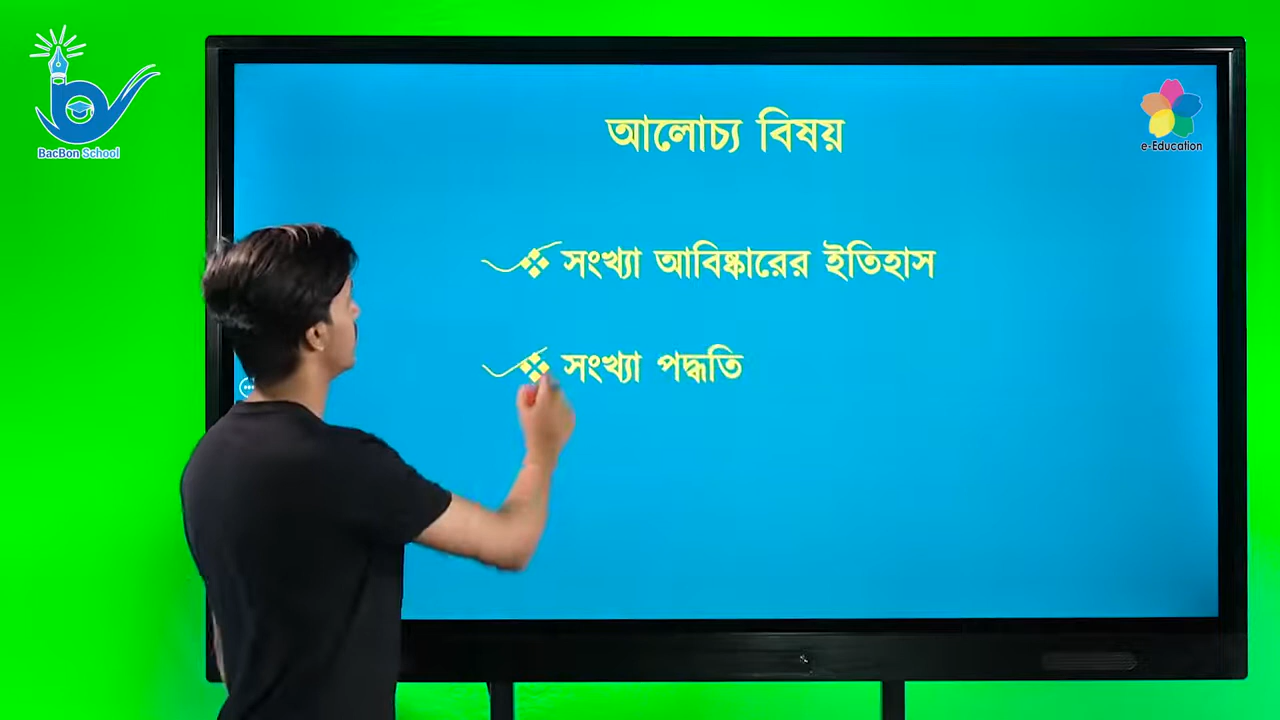 BacBon School
আলোচ্য বিষয়
e-Education
সংখ্যা আবিষ্কারের ইতিহাস
সংখ্যা পদ্ধতি